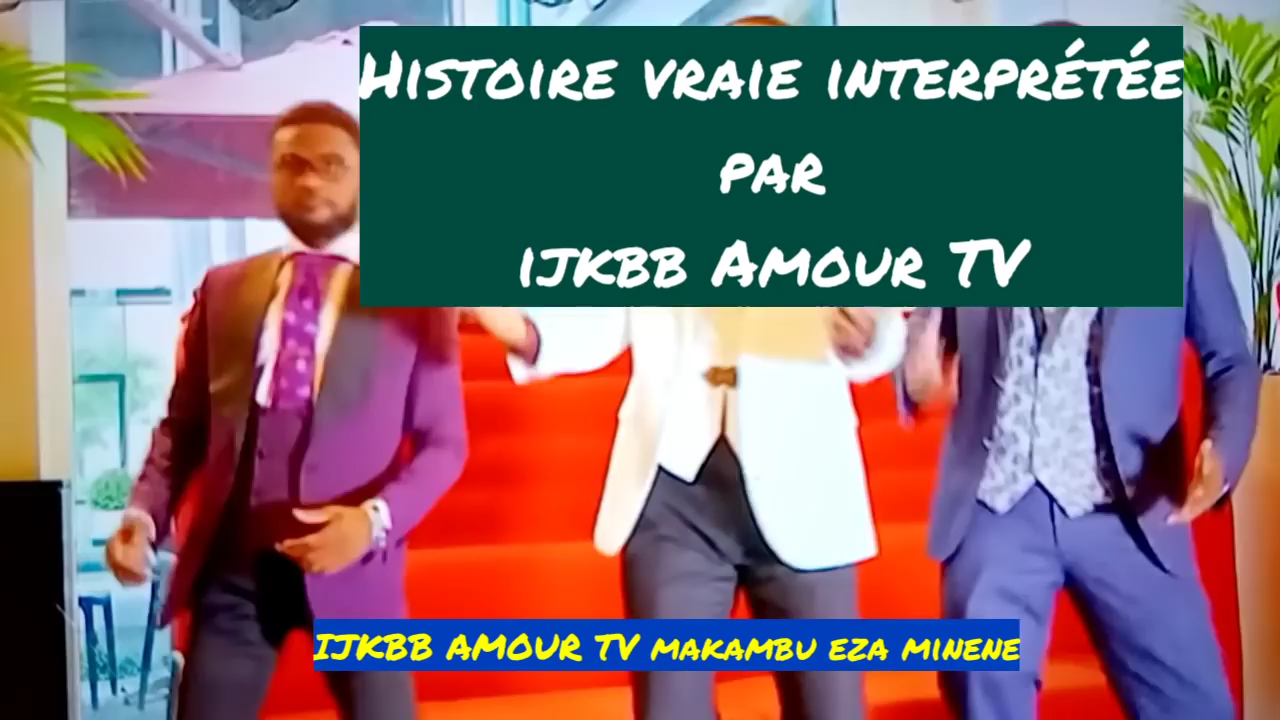 Histoire vraie interprétée
par
ijkbb Amour TV
IJKBB AMOUR TV makambu eza minene